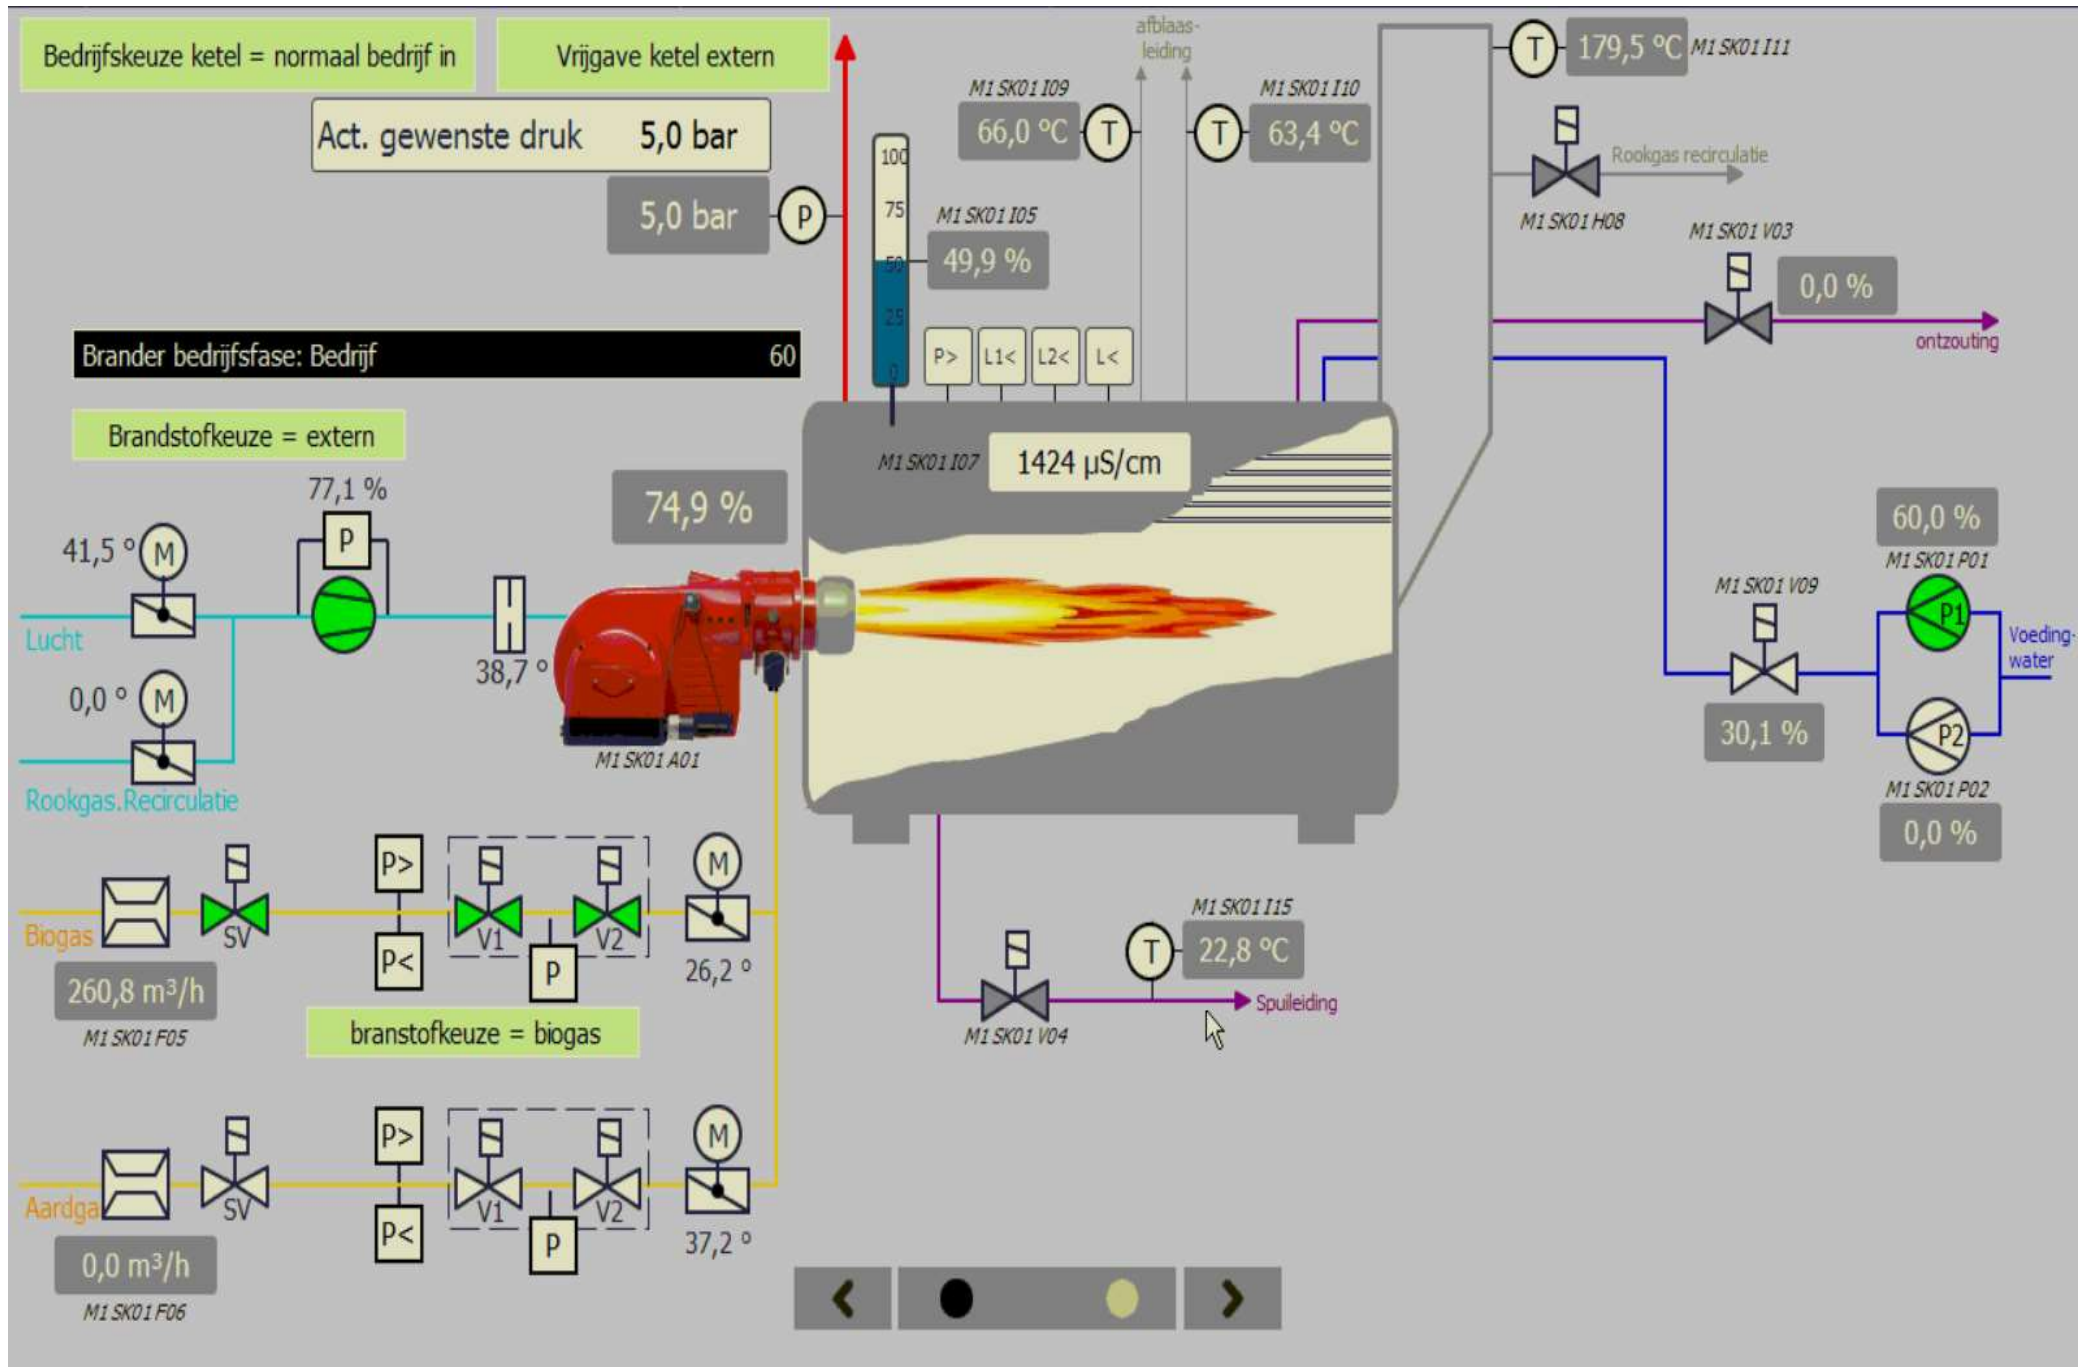 Bedrijfskeuze ketel = normaal bedrijf in
Vrijgave ketel extern
Act. gewenste druk 5,0 bar
5,0 bar
P
afblaas-
leiding
M1 SK01 I09
66,0 °C
T
M1 SK01 I10
T
63,4 °C
T
179,5 °C
M1 SK01 I11
Rookgas recirculatie
M1 SK01 H08
100
75
50
25
0
M1 SK01 I05
49,9 %
M1 SK01 V03
0,0 %
ontzouting
Brander bedrijfsfase: Bedrijf 60
P>
L1<
L2<
L<
Brandstofkeuze = extern
M1 SK01 I07
1424 µS/cm
77,1 %
P
74,9 %
41,5 °
M
Lucht
38,7 °
0,0 °
M
Rookgas.Recirculatie
M1 SK01 A01
60,0 %
M1 SK01 P01
P1
M1 SK01 V09
30,1 %
Voeding-
water
P2
M1 SK01 P02
0,0 %
P>
M
Biogas
SV
P<
V1
V2
P
26,2 °
260,8 m³/h
M1 SK01 F05
branstofkeuze = biogas
M1 SK01 I15
T
22,8 °C
Spuileiding
M1 SK01 V04
P>
M
Aardga
SV
P<
V1
V2
P
37,2 °
0,0 m³/h
M1 SK01 F06